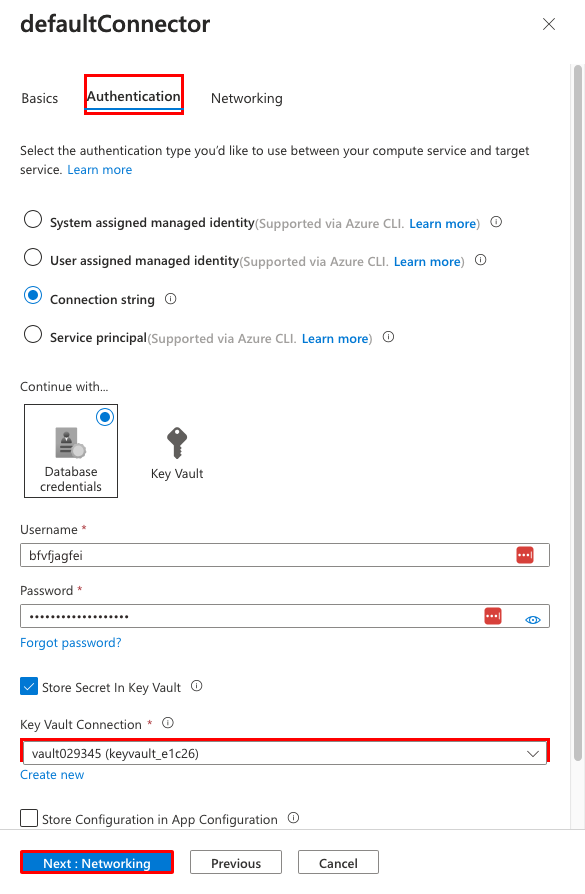 defaultConnector
Basics Authentication Networking
Select the authentication type you'd like to use between your compute service and target
service. Learn more
System assigned managed identity(Supported via Azure CLI. Learn more)
User assigned managed identity(Supported via Azure CLI. Learn more)
Connection string
Service principal(Supported via Azure CLI. Learn more)
Continue with...
Database
credentials
Key Vault
Username *
bfvfjagfei
Password *
•••••••••••••••••••
Forgot password?
Store Secret In Key Vault
Key Vault Connection *
vault029345 (keyvault_e1c26)
Create new
Store Configuration in App Configuration
Next : Networking Previous Cancel